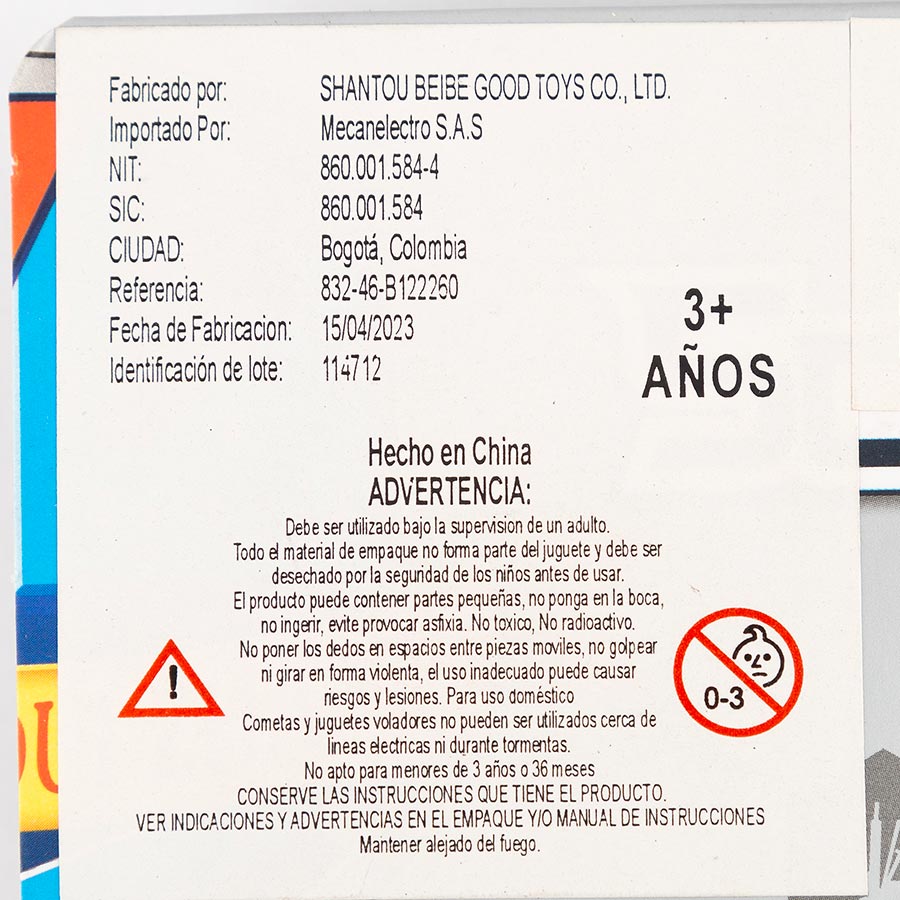 Fabricado por: SHANTOU BEIBE GOOD TOYS CO., LTD.
Importado Por: Mecanelectro S.A.S
NIT: 860.001.584-4
SIC: 860.001.584
CIUDAD: Bogotá, Colombia
Referencia: 832-46-B122260
Fecha de Fabricacion: 15/04/2023
Identificación de lote: 114712
3+
AÑOS
Hecho en China
ADVERTENCIA:
Debe ser utilizado bajo la supervision de un adulto.
Todo el material de empaque no forma parte del juguete y debe ser
desechado por la seguridad de los niños antes de usar.
El producto puede contener partes pequeñas, no ponga en la boca,
no ingerir, evite provocar asfixia. No toxico, No radioactivo.
No poner los dedos en espacios entre piezas moviles, no golpear
ni girar en forma violenta, el uso inadecuado puede causar
riesgos y lesiones. Para uso doméstico
Cometas y juguetes voladores no pueden ser utilizados cerca de
lineas electricas ni durante tormentas.
No apto para menores de 3 años o 36 meses
CONSERVE LAS INSTRUCCIONES QUE TIENE EL PRODUCTO.
VER INDICACIONES Y ADVERTENCIAS EN EL EMPAQUE Y/O MANUAL DE INSTRUCCIONES
Mantener alejado del fuego.
!
0-3